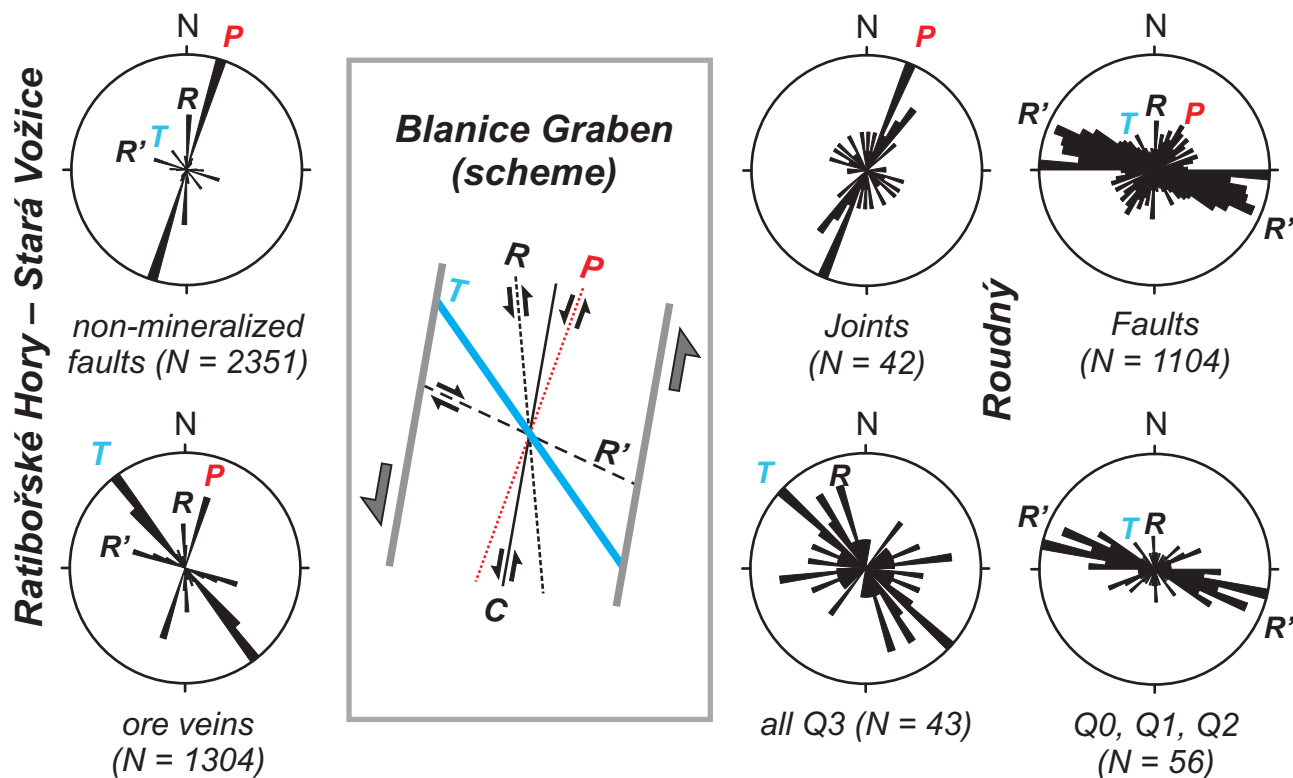 Ratibořské Hory – Stará Vožice
N
P
R
T
R'
non-mineralized
faults (N = 2351)
N
T
P
R
R'
ore veins
(N = 1304)
Blanice Graben
(scheme)
R
P
T
R'
C
N
P
Joints
(N = 42)
Roudný
N
R'
T
R
P
R'
Faults
(N = 1104)
N
T
R
all Q3 (N = 43)
N
R'
T
R
R'
Q0, Q1, Q2
(N = 56)